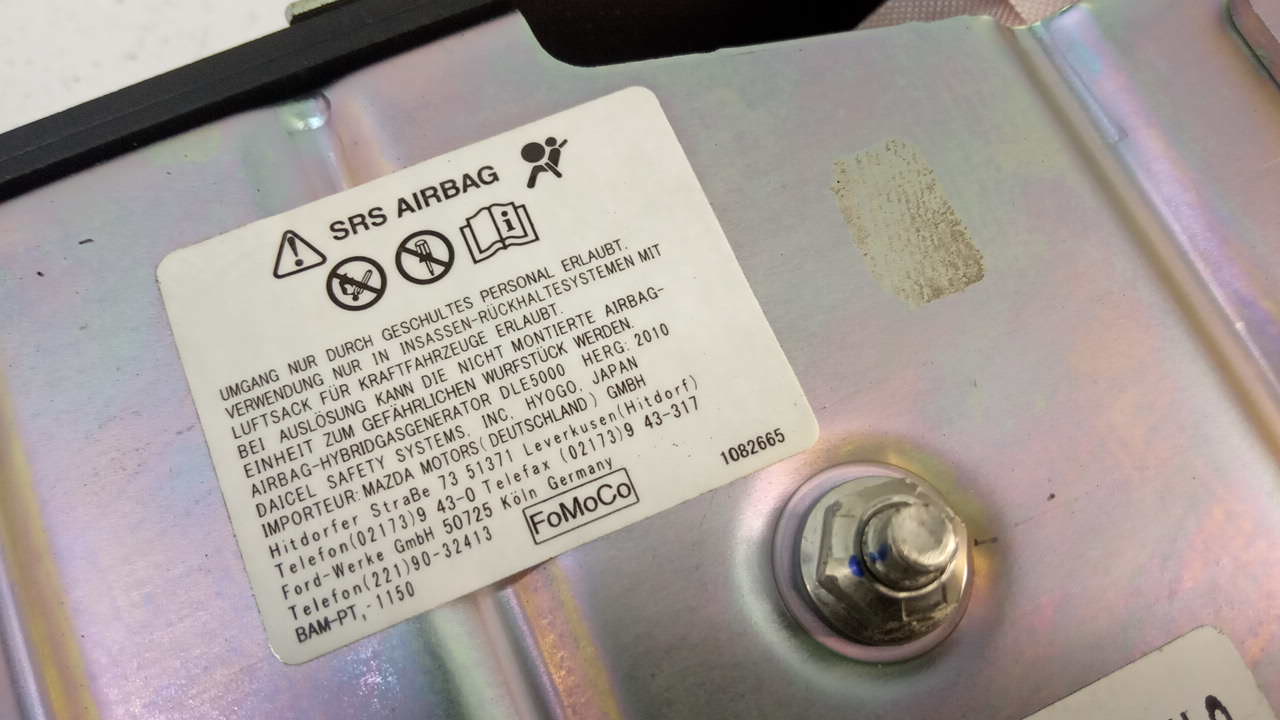 SRS AIRBAG
UMGANG NUR DURCH GESCHULTES PERSONAL ERLAUBT.
VERWENDUNG NUR IN INSASSEN-RÜCKHALTESYSTEMEN MIT
LUFTSACK FÜR KRAFTFAHRZEUGE ERLAUBT.
BEI AUSLÖSUNG KANN DIE NICHT MONTIERTE AIRBAG-
EINHEIT ZUM GEFÄHRLICHEN WURFSTÜCK WERDEN.
AIRBAG-HYBRIDGASGENERATOR DLE5000 HERG: 2010
DAICEL SAFETY SYSTEMS, INC. HYOGO, JAPAN
IMPORTEUR: MAZDA MOTORS(DEUTSCHLAND) GMBH
Hitdorfer StraBe 73 51371 Leverkusen(Hitdorf)
Telefon(02173)9 43-0 Telefax (02173)9 43-317
Ford-Werke GmbH 50725 Köln Germany
Telefon(221)90-32413
BAM-PT,-1150
FoMoCo
1082665